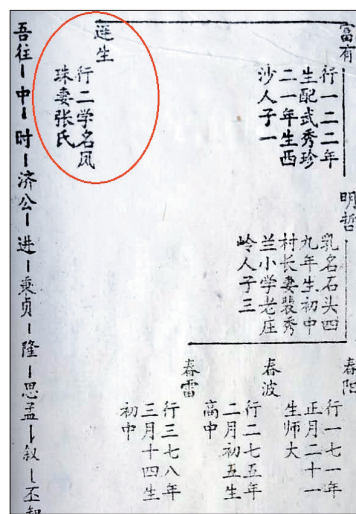 富有
行一二二年
生配武秀珍
二一年生西
沙人子一
明哲
乳名石头四
九年生初中
村长妻裴秀
兰小学老庄
岭人子三
春阳
行一七一年
正月二十一
生师大
春波
行二七五年
二月初五生
高中
春雷
行三七八年
三月十四生
初中
生
行二学名凤
珠妻张氏
吾往—中—时—济公—进—秉贞—隆—思孟—叙—丕